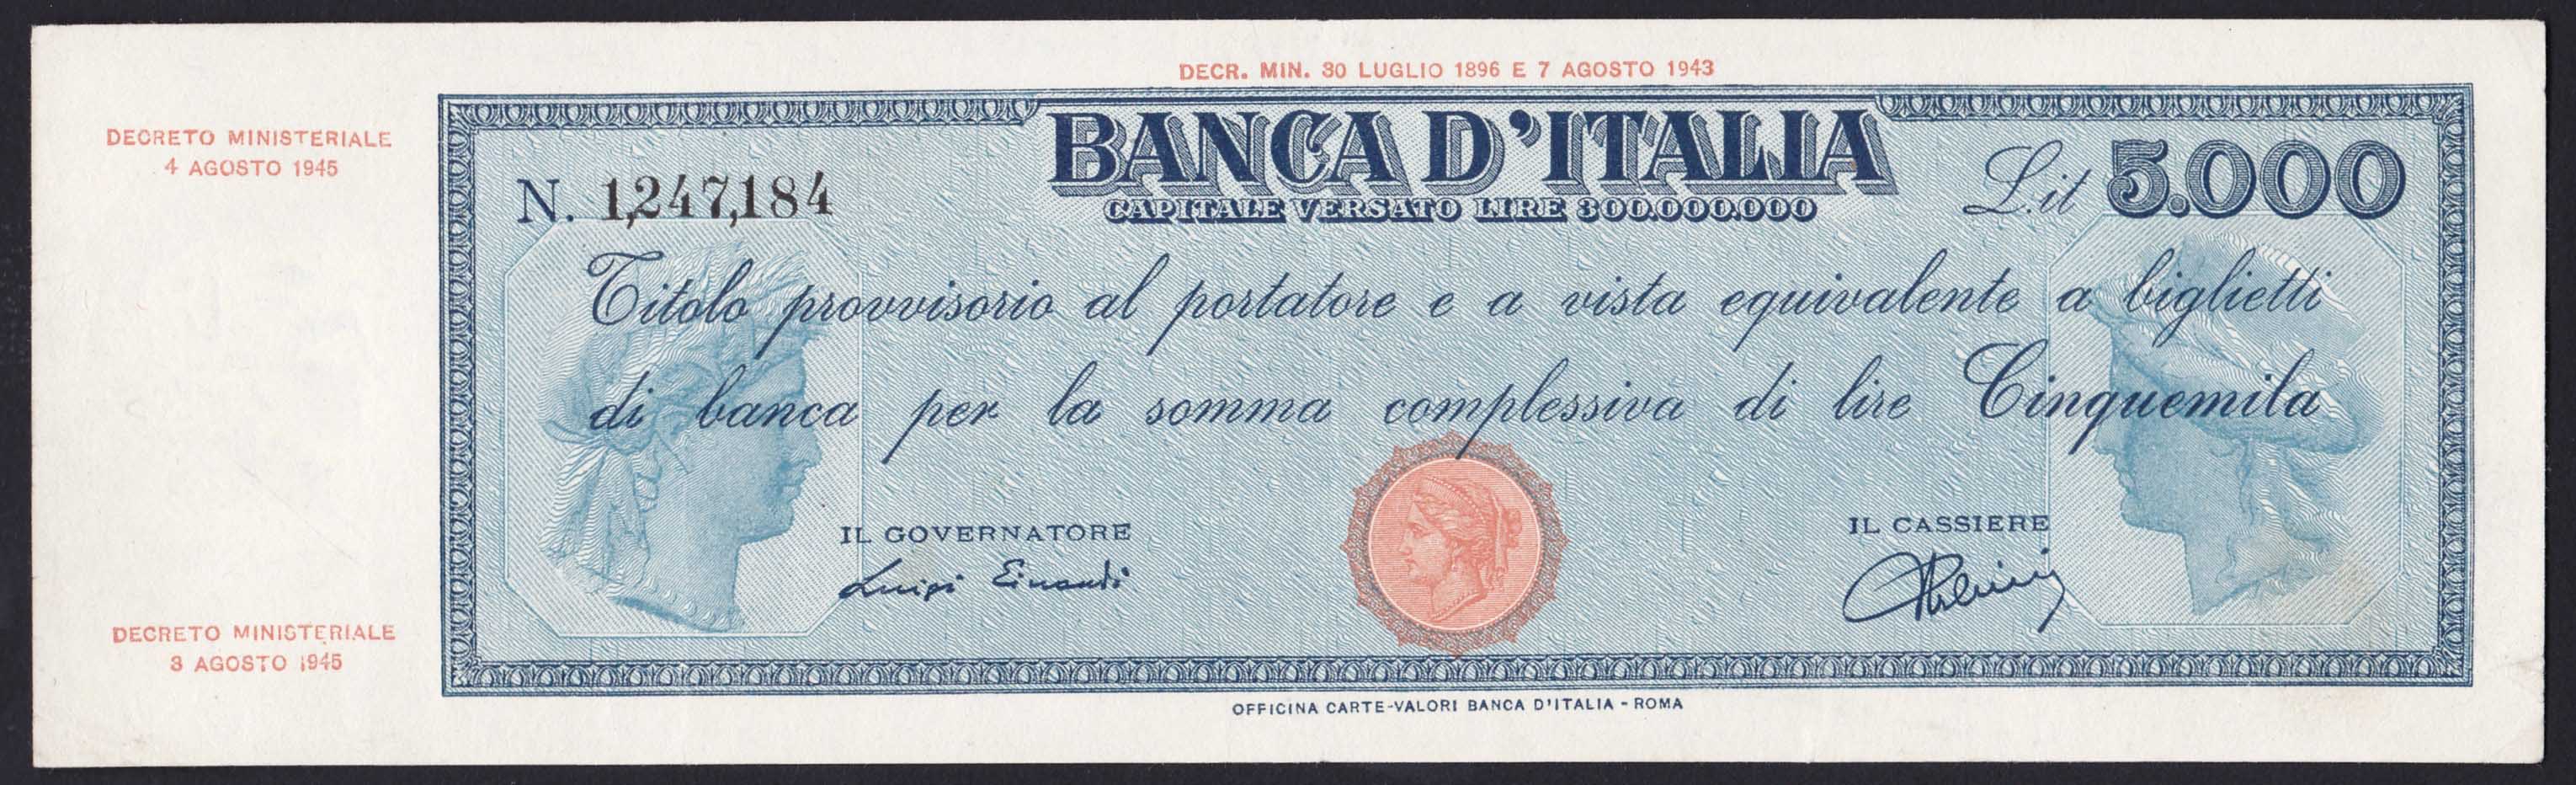 DECR. MIN. 30 LUGLIO 1896 E 7 AGOSTO 1943
DECRETO MINISTERIALE
4 AGOSTO 1945
BANCA D'ITALIA
CAPITALE VERSATO LIRE 300.000.000
N. 1,247,184
L.it 5.000
Titolo provvisorio al portatore e a vista equivalente a biglietti
di banca per la somma complessiva di lire Cinquemila
IL GOVERNATORE
Luigi Einaudi
IL CASSIERE
DECRETO MINISTERIALE
3 AGOSTO 1945
OFFICINA CARTE-VALORI BANCA D'ITALIA - ROMA